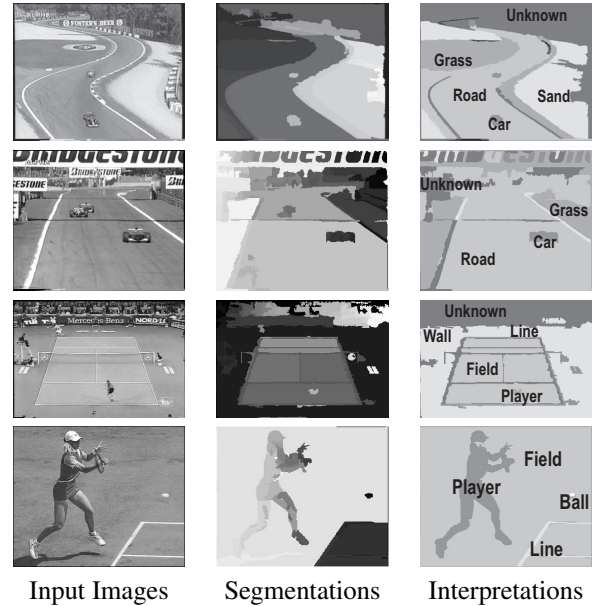 FOSTER'S BEER
Unknown
Grass
Road
Sand
Car
BRIDGESTONE
BRIDGESTONE
Unknown
Grass
Car
Road
Mercedes-Benz
Unknown
Wall
Line
Field
Player
Field
Player
Ball
Line
Input Images
Segmentations
Interpretations